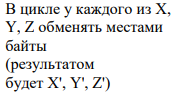 В цикле у каждого из X,
Y, Z обменять местами
байты
(результатом
будет X', Y', Z')